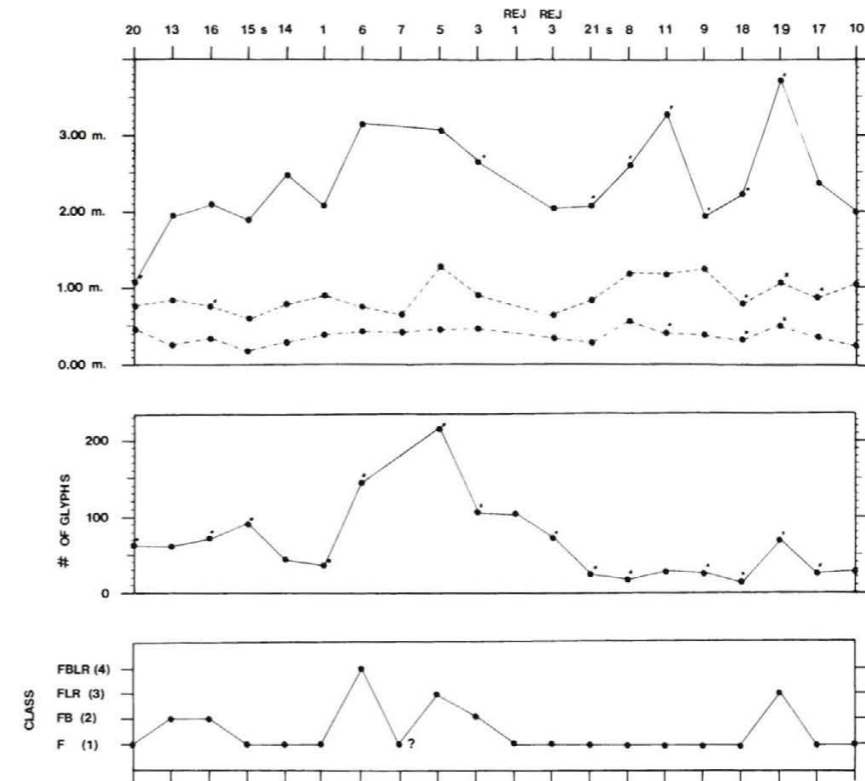 REJ REJ
20 13 16 15 s 14 1 6 7 5 3 1 3 21 s 8 11 9 18 19 17 10
3.00 m.
2.00 m.
1.00 m.
0.00 m.
# OF GLYPHS
200
100
0
CLASS
FBLR (4)
FLR (3)
FB (2)
F (1)
?